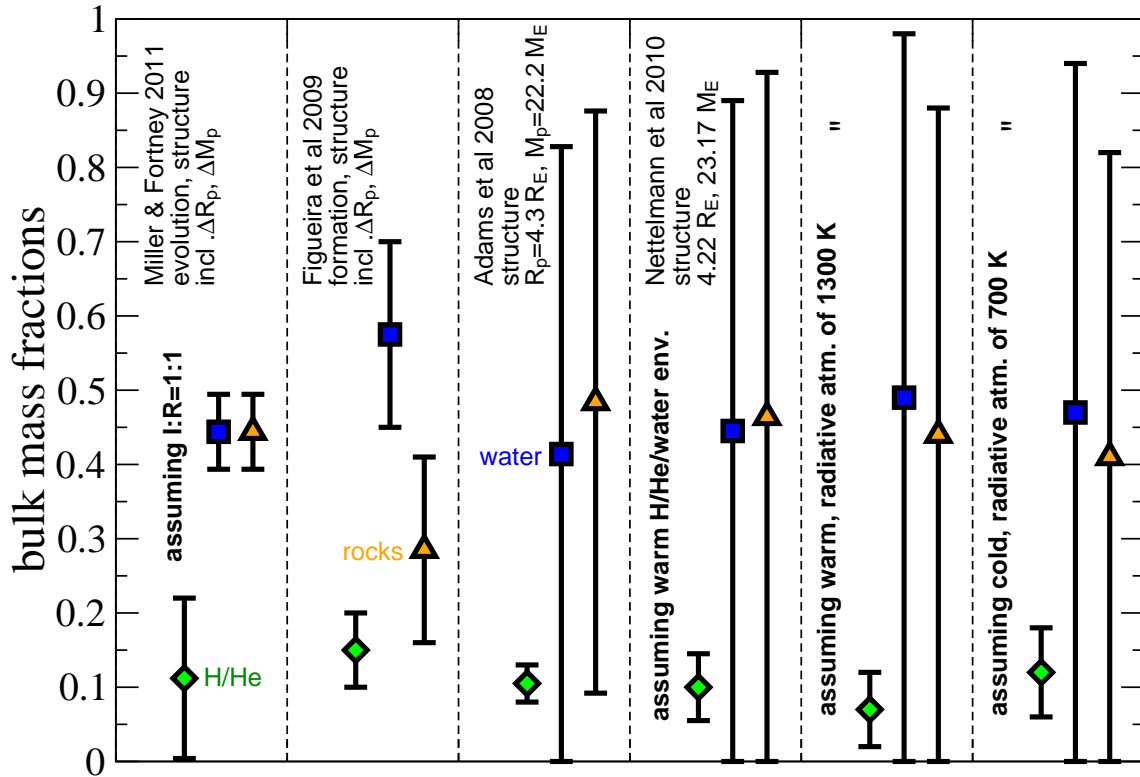 bulk mass fractions
1
0.9
0.8
0.7
0.6
0.5
0.4
0.3
0.2
0.1
0
Miller & Fortney 2011
evolution, structure
incl .ΔRp, ΔMp
assuming I:R=1:1
H/He
Figueira et al 2009
formation, structure
incl .ΔRp, ΔMp
rocks
Adams et al 2008
structure
Rp=4.3 RE, Mp=22.2 ME
water
Nettelmann et al 2010
structure
4.22 RE, 23.17 ME
assuming warm H/He/water env.
assuming warm, radiative atm. of 1300 K "
assuming cold, radiative atm. of 700 K "